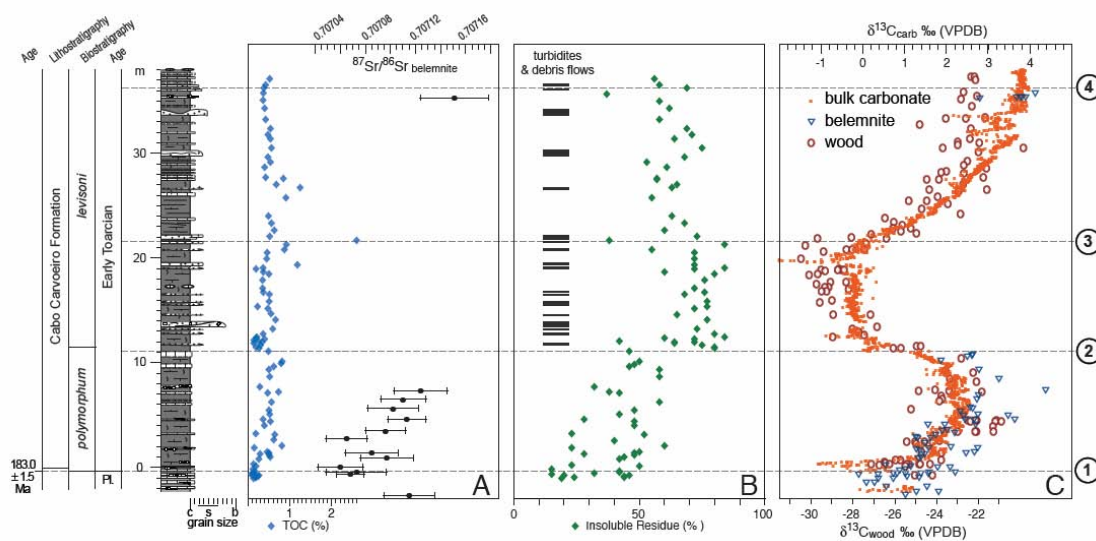 0.70704
0.70708
0.70712
0.70716
87Sr/86Sr belemnite
turbidites
& debris flows
δ13Ccarb ‰ (VPDB)
-1 0 1 2 3 4
bulk carbonate
belemnite
wood
Age
Lithostratigraphy
Biostratigraphy
Age
m
Cabo Carvoeiro Formation
levisoni
polymorphum
Early Toarcian
Pl.
30
20
10
0
183.0
± 1.5
Ma
c s b
grain size
1 2
TOC (%)
A
0 50 100
Insoluble Residue (%)
B
-30 -28 -26 -24 -22
δ13Cwood ‰ (VPDB)
C
4
3
2
1